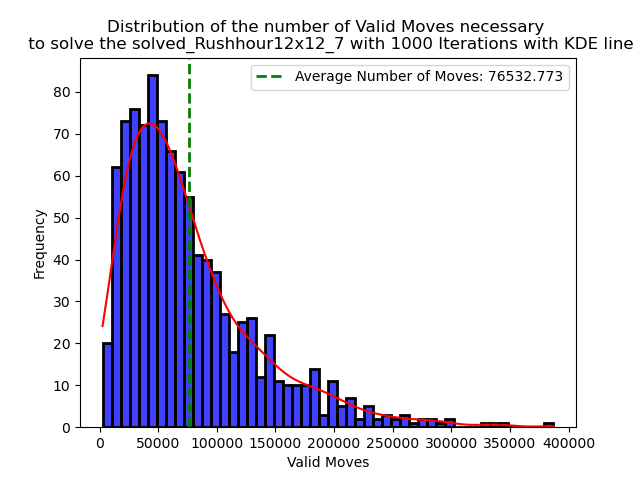 Distribution of the number of Valid Moves necessary
to solve the solved_Rushhour12x12_7 with 1000 Iterations with KDE line
Average Number of Moves: 76532.773
Frequency
80
70
60
50
40
30
20
10
0
0 50000 100000 150000 200000 250000 300000 350000 400000
Valid Moves